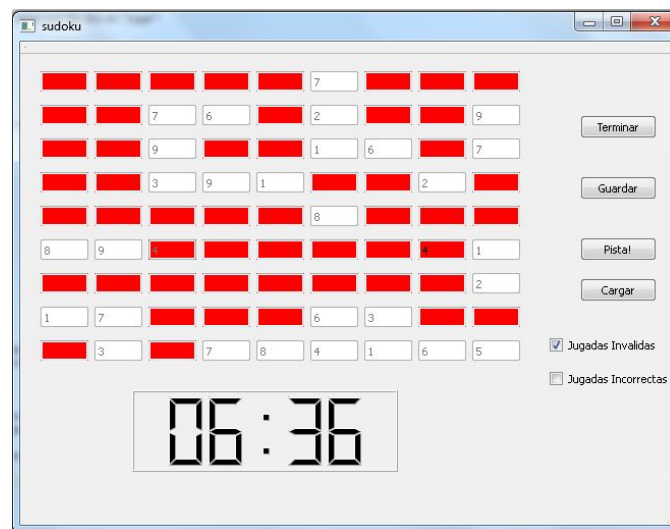 sudoku
7
7 6 2 9
9 1 6 7
3 9 1 2
8
8 9 4 4 1
2
1 7 6 3
3 7 8 4 1 6 5
Terminar
Guardar
Pista!
Cargar
Jugadas Invalidas
Jugadas Incorrectas
06:36